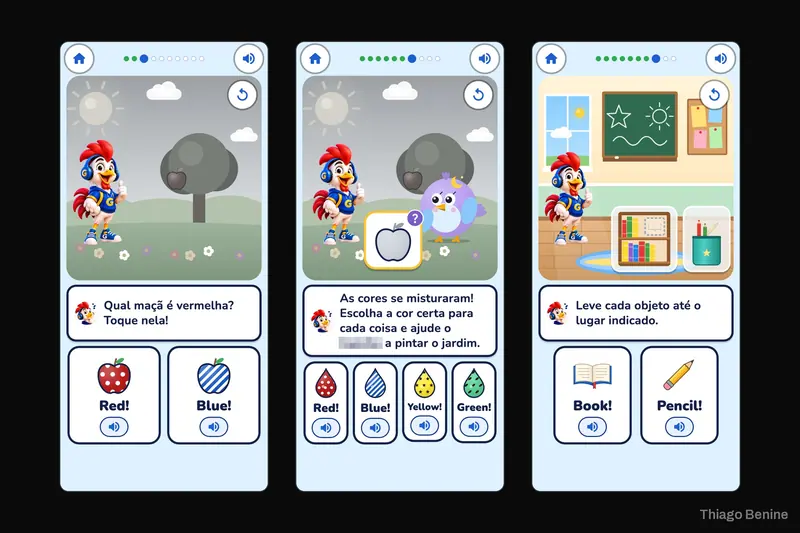 Qual maçã é vermelha?
Toque nela!
Red!
Blue!
?
As cores se misturaram!
Escolha a cor certa para
cada coisa e ajude o
a pintar o jardim.
Red!
Blue!
Yellow!
Green!
Leve cada objeto até o
lugar indicado.
Book!
Pencil!
Thiago Benine